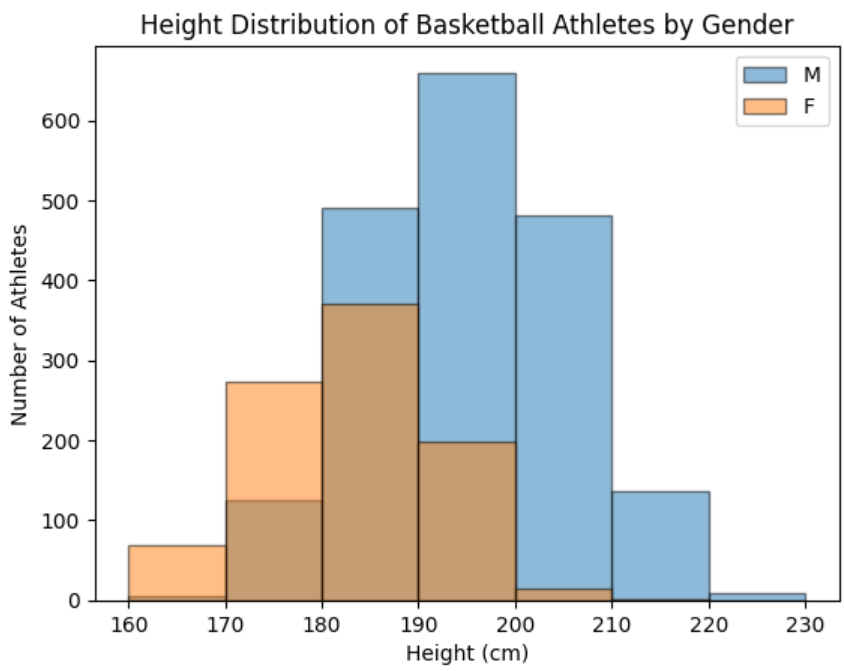 Height Distribution of Basketball Athletes by Gender
M
F
600
500
400
300
200
100
0
Number of Athletes
160 170 180 190 200 210 220 230
Height (cm)